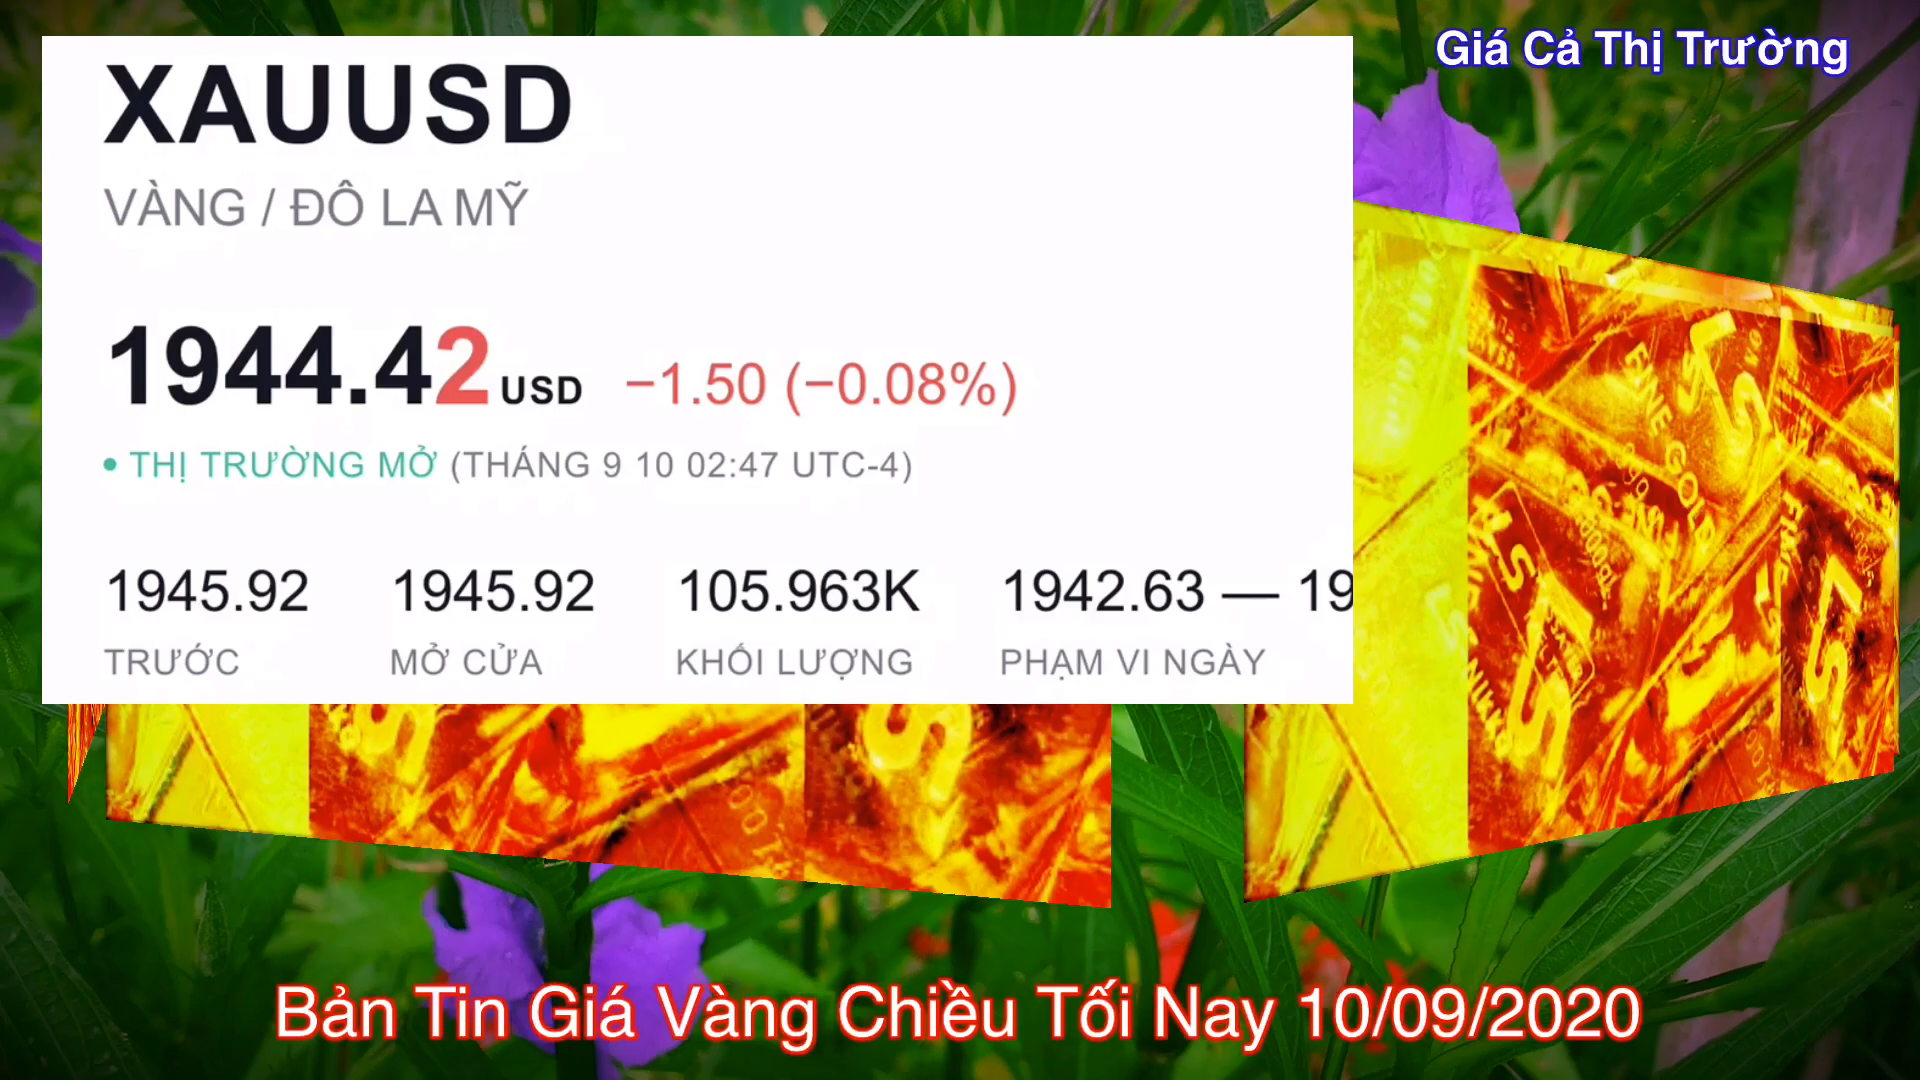 Giá Cả Thị Trường
XAUUSD
VÀNG / ĐÔ LA MỸ
1944.42 USD −1.50 (−0.08%)
• THỊ TRƯỜNG MỞ (THÁNG 9 10 02:47 UTC-4)
1945.92 1945.92 105.963K 1942.63 — 19
TRƯỚC MỞ CỬA KHỐI LƯỢNG PHẠM VI NGÀY
FINE GOLD
Bản Tin Giá Vàng Chiều Tối Nay 10/09/2020